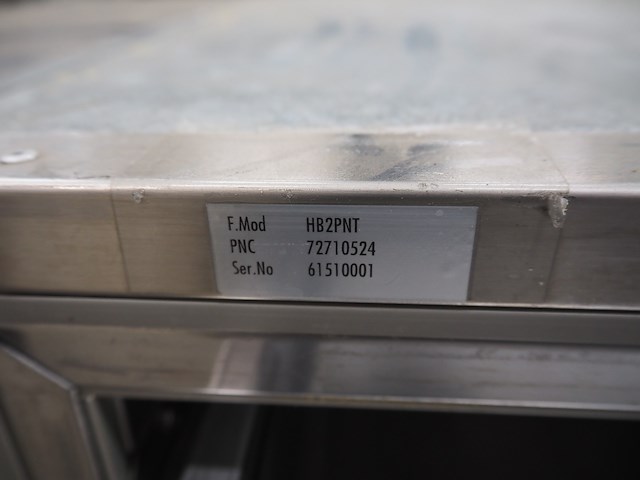 F.Mod HB2PNT
PNC 72710524
Ser.No 61510001